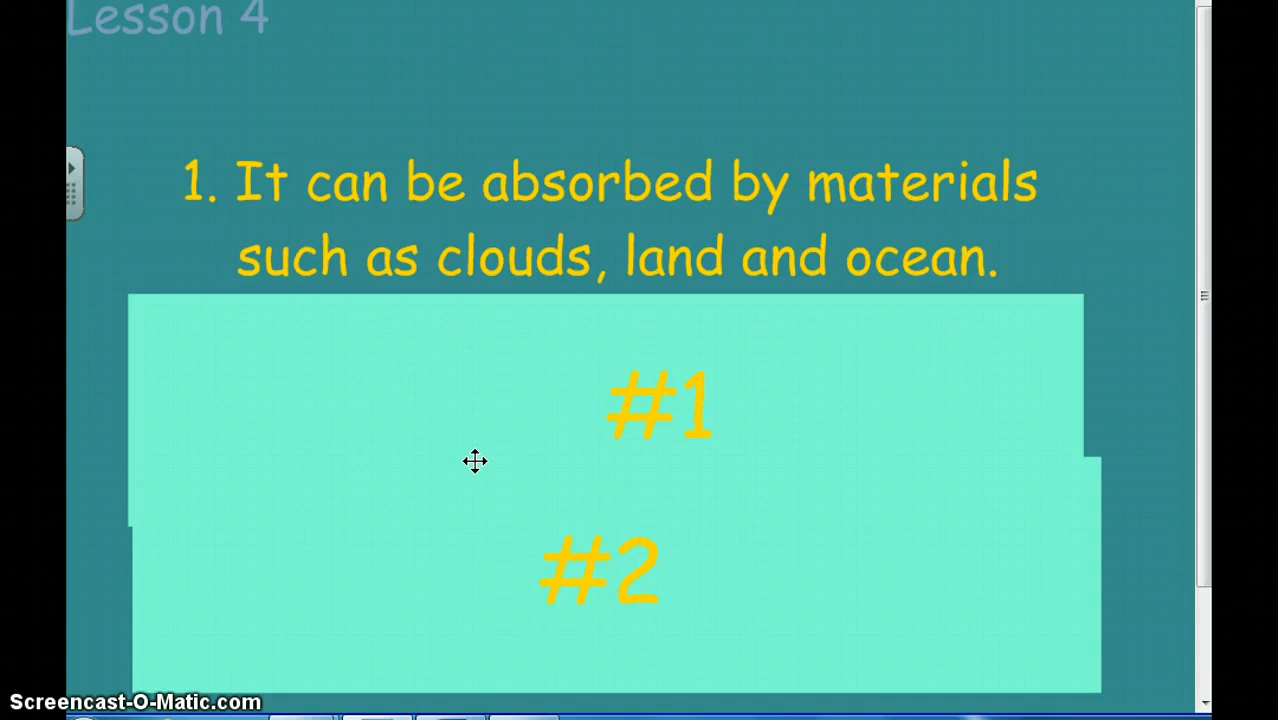 Lesson 4
1. It can be absorbed by materials
such as clouds, land and ocean.
#1
#2
Screencast-O-Matic.com